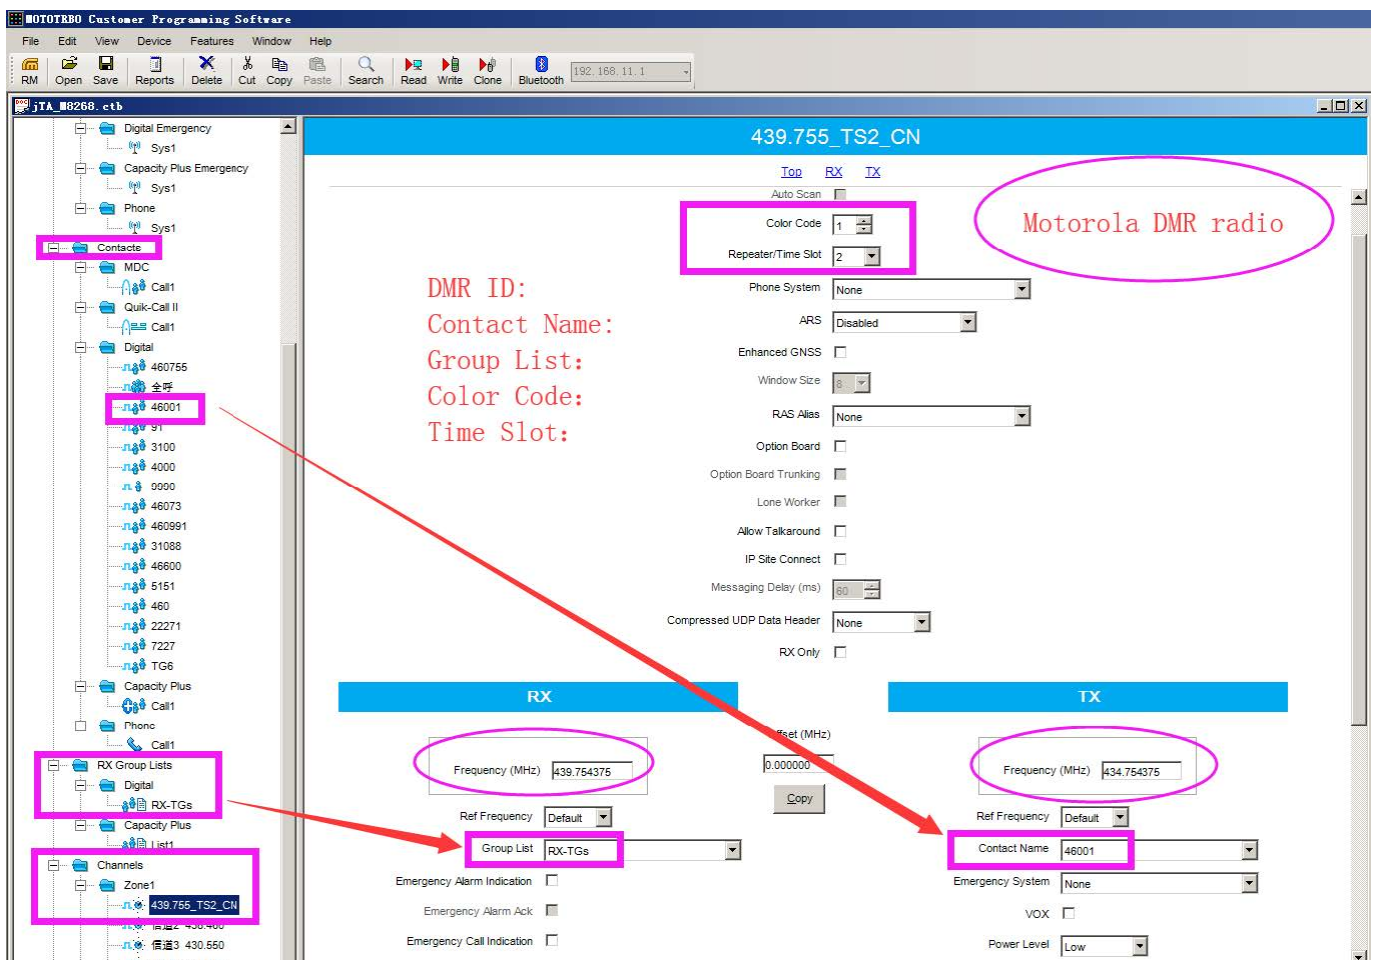 MOTOTRBO Customer Programming Software
File Edit View Device Features Window Help
RM Open Save Reports Delete Cut Copy Paste Search Read Write Clone Bluetooth 192.168.11.1
jTA_M8268.ctb
Digital Emergency
Sys1
Capacity Plus Emergency
Sys1
Phone
Sys1
Contacts
MDC
Call1
Quik-Call II
Call1
Digital
460755
全呼
46001
91
3100
4000
9990
46073
460991
31088
46600
5151
460
22271
7227
TG6
Capacity Plus
Call1
Phone
Call1
RX Group Lists
Digital
RX-TGs
Capacity Plus
List1
Channels
Zone1
439.755_TS2_CN
信道3 430.550
439.755_TS2_CN
Top RX TX
Auto Scan
Color Code 1
Repeater/Time Slot 2
Phone System None
ARS Disabled
Enhanced GNSS
Window Size 8
RAS Alias None
Option Board
Option Board Trunking
Lone Worker
Allow Talkaround
IP Site Connect
Messaging Delay (ms) 60
Compressed UDP Data Header None
RX Only
Motorola DMR radio
DMR ID:
Contact Name:
Group List:
Color Code:
Time Slot:
RX
Frequency (MHz) 439.754375
Ref Frequency Default
Group List RX-TGs
Emergency Alarm Indication
Emergency Alarm Ack
Emergency Call Indication
(MHz)
0.000000
Copy
TX
Frequency (MHz) 434.754375
Ref Frequency Default
Contact Name 46001
Emergency System None
VOX
Power Level Low